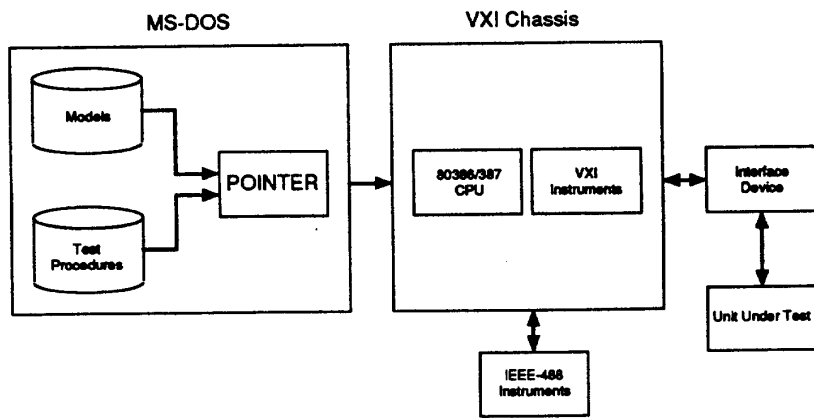 MS-DOS
VXI Chassis
Models
POINTER
Test
Procedures
80386/387
CPU
VXI
Instruments
Interface
Device
Unit Under Test
IEEE-488
Instruments